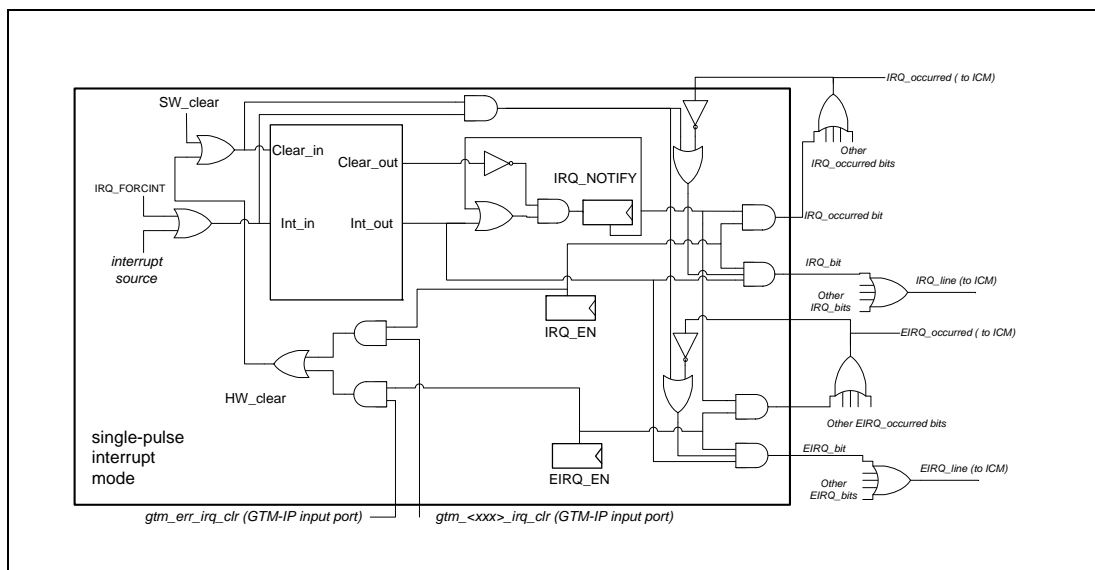 IRQ_occurred ( to ICM)
SW_clear
Clear_in
Clear_out
Other
IRQ_occurred bits
IRQ_NOTIFY
IRQ_FORCINT
IRQ_occurred bit
Int_in
Int_out
interrupt
source
IRQ_bit
IRQ_line (to ICM)
Other
IRQ_bits
IRQ_EN
EIRQ_occurred ( to ICM)
HW_clear
Other EIRQ_occurred bits
single-pulse
interrupt
mode
EIRQ_bit
EIRQ_line (to ICM)
EIRQ_EN
Other
EIRQ_bits
gtm_err_irq_clr (GTM-IP input port)
gtm_<xxx>_irq_clr (GTM-IP input port)